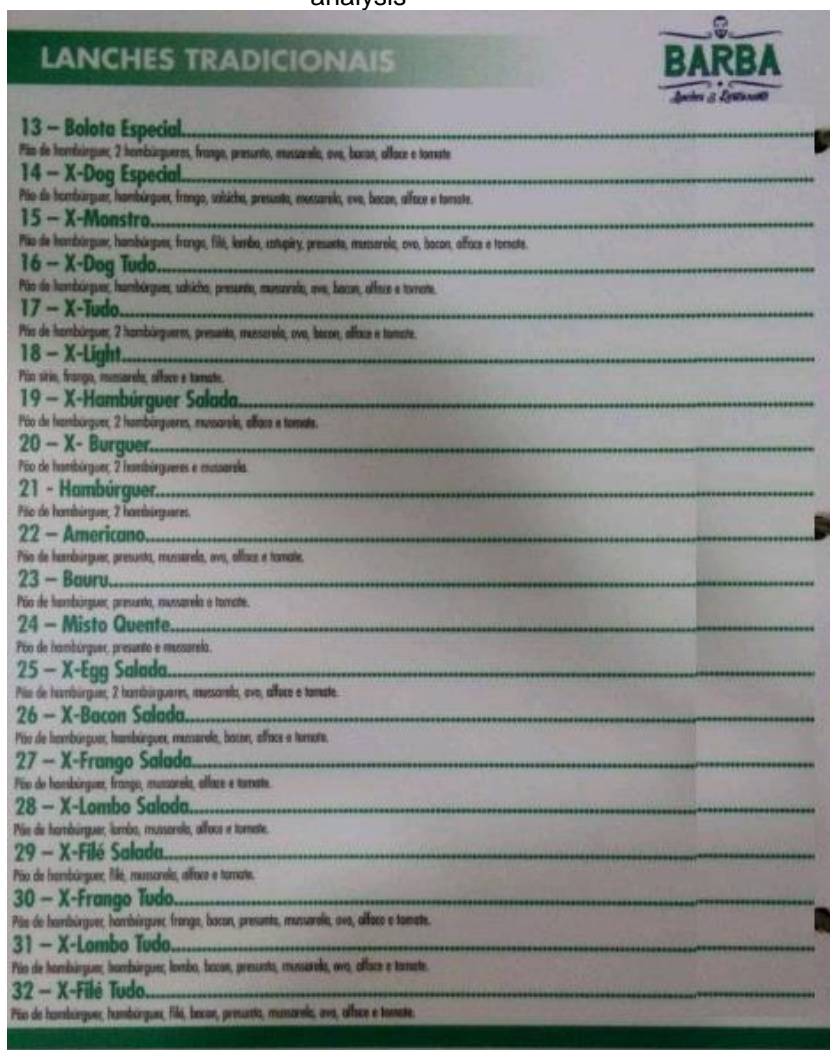 analysis
LANCHES TRADICIONAIS
BARBA
Lanches & Restaurante
13 – Bolota Especial
Pão de hambúrguer, 2 hambúrgueres, frango, presunto, mussarela, ovo, bacon, alface e tomate
14 – X-Dog Especial
Pão de hambúrguer, hambúrguer, frango, salsicha, presunto, mussarela, ovo, bacon, alface e tomate.
15 – X-Monstro
Pão de hambúrguer, hambúrguer, frango, filé, lombo, catupiry, presunto, mussarela, ovo, bacon, alface e tomate.
16 – X-Dog Tudo
Pão de hambúrguer, hambúrguer, salsicha, presunto, mussarela, ovo, bacon, alface e tomate.
17 – X-Tudo
Pão de hambúrguer, 2 hambúrgueres, presunto, mussarela, ovo, bacon, alface e tomate.
18 – X-Light
Pão sírio, frango, mussarela, alface e tomate.
19 – X-Hambúrguer Salada
Pão de hambúrguer, 2 hambúrgueres, mussarela, alface e tomate.
20 – X- Burguer
Pão de hambúrguer, 2 hambúrgueres e mussarela.
21 - Hambúrguer
Pão de hambúrguer, 2 hambúrgueres.
22 – Americano
Pão de hambúrguer, presunto, mussarela, ovo, alface e tomate.
23 – Bauru
Pão de hambúrguer, presunto, mussarela e tomate.
24 – Misto Quente
Pão de hambúrguer, presunto e mussarela.
25 – X-Egg Salada
Pão de hambúrguer, 2 hambúrgueres, mussarela, ovo, alface e tomate.
26 – X-Bacon Salada
Pão de hambúrguer, hambúrguer, mussarela, bacon, alface e tomate.
27 – X-Frango Salada
Pão de hambúrguer, frango, mussarela, alface e tomate.
28 – X-Lombo Salada
Pão de hambúrguer, lombo, mussarela, alface e tomate.
29 – X-Filé Salada
Pão de hambúrguer, filé, mussarela, alface e tomate.
30 – X-Frango Tudo
Pão de hambúrguer, hambúrguer, frango, bacon, presunto, mussarela, ovo, alface e tomate.
31 – X-Lombo Tudo
Pão de hambúrguer, hambúrguer, lombo, bacon, presunto, mussarela, ovo, alface e tomate.
32 – X-Filé Tudo
Pão de hambúrguer, hambúrguer, filé, bacon, presunto, mussarela, ovo, alface e tomate.